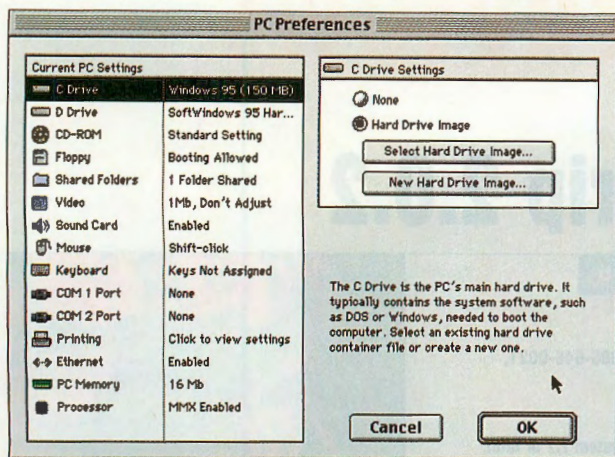 PC Preferences
Current PC Settings
C Drive Windows 95 (150 MB)
D Drive SoftWindows 95 Har...
CD-ROM Standard Setting
Floppy Booting Allowed
Shared Folders 1 Folder Shared
Video 1Mb, Don't Adjust
Sound Card Enabled
Mouse Shift-click
Keyboard Keys Not Assigned
COM 1 Port None
COM 2 Port None
Printing Click to view settings
Ethernet Enabled
PC Memory 16 Mb
Processor MMX Enabled
C Drive Settings
None
Hard Drive Image
Select Hard Drive Image...
New Hard Drive Image...
The C Drive is the PC's main hard drive. It
typically contains the system software, such
as DOS or Windows, needed to boot the
computer. Select an existing hard drive
container file or create a new one.
Cancel OK